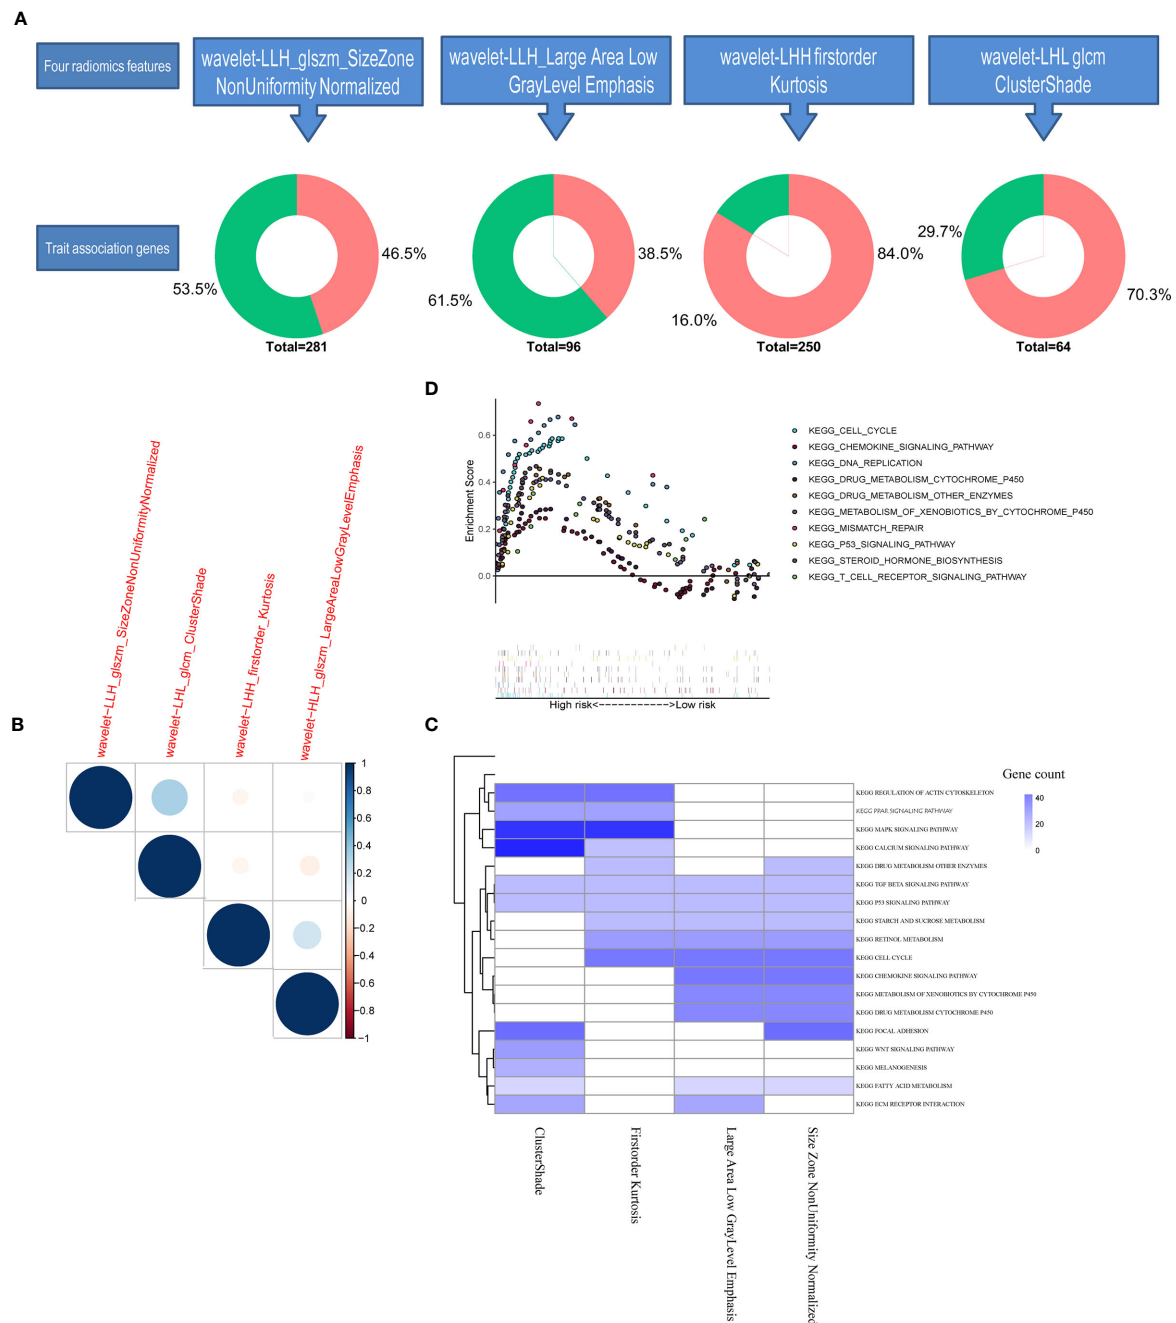 A
Four radiomics features
wavelet-LLH_glszm_SizeZone
NonUniformity Normalized
wavelet-LLH_Large Area Low
GrayLevel Emphasis
wavelet-LHH firstorder
Kurtosis
wavelet-LHL glcm
ClusterShade
Trait association genes
46.5%
53.5%
Total=281
38.5%
61.5%
Total=96
84.0%
16.0%
Total=250
29.7%
70.3%
Total=64
D
Enrichment Score
0.6
0.4
0.2
0.0
KEGG_CELL_CYCLE
KEGG_CHEMOKINE_SIGNALING_PATHWAY
KEGG_DNA_REPLICATION
KEGG_DRUG_METABOLISM_CYTOCHROME_P450
KEGG_DRUG_METABOLISM_OTHER_ENZYMES
KEGG_METABOLISM_OF_XENOBIOTICS_BY_CYTOCHROME_P450
KEGG_MISMATCH_REPAIR
KEGG_P53_SIGNALING_PATHWAY
KEGG_STEROID_HORMONE_BIOSYNTHESIS
KEGG_T_CELL_RECEPTOR_SIGNALING_PATHWAY
High risk<----------->Low risk
B
wavelet-LLH_glszm_SizeZoneNonUniformityNormalized
wavelet-LHL_glcm_ClusterShade
wavelet-LHH_firstorder_Kurtosis
wavelet-HLH_glszm_LargeAreaLowGrayLevelEmphasis
1
0.8
0.6
0.4
0.2
0
-0.2
-0.4
-0.6
-0.8
-1
C
Gene count
40
20
0
KEGG REGULATION OF ACTIN CYTOSKELETON
KEGG PPAR SIGNALING PATHWAY
KEGG MAPK SIGNALING PATHWAY
KEGG CALCIUM SIGNALING PATHWAY
KEGG DRUG METABOLISM OTHER ENZYMES
KEGG TGF BETA SIGNALING PATHWAY
KEGG P53 SIGNALING PATHWAY
KEGG STARCH AND SUCROSE METABOLISM
KEGG RETINOL METABOLISM
KEGG CELL CYCLE
KEGG CHEMOKINE SIGNALING PATHWAY
KEGG METABOLISM OF XENOBIOTICS BY CYTOCHROME P450
KEGG DRUG METABOLISM CYTOCHROME P450
KEGG FOCAL ADHESION
KEGG WNT SIGNALING PATHWAY
KEGG MELANOGENESIS
KEGG FATTY ACID METABOLISM
KEGG ECM RECEPTOR INTERACTION
ClusterShade
Firstorder Kurtosis
Large Area Low GrayLevel Emphasis
Size Zone NonUniformity Normalized